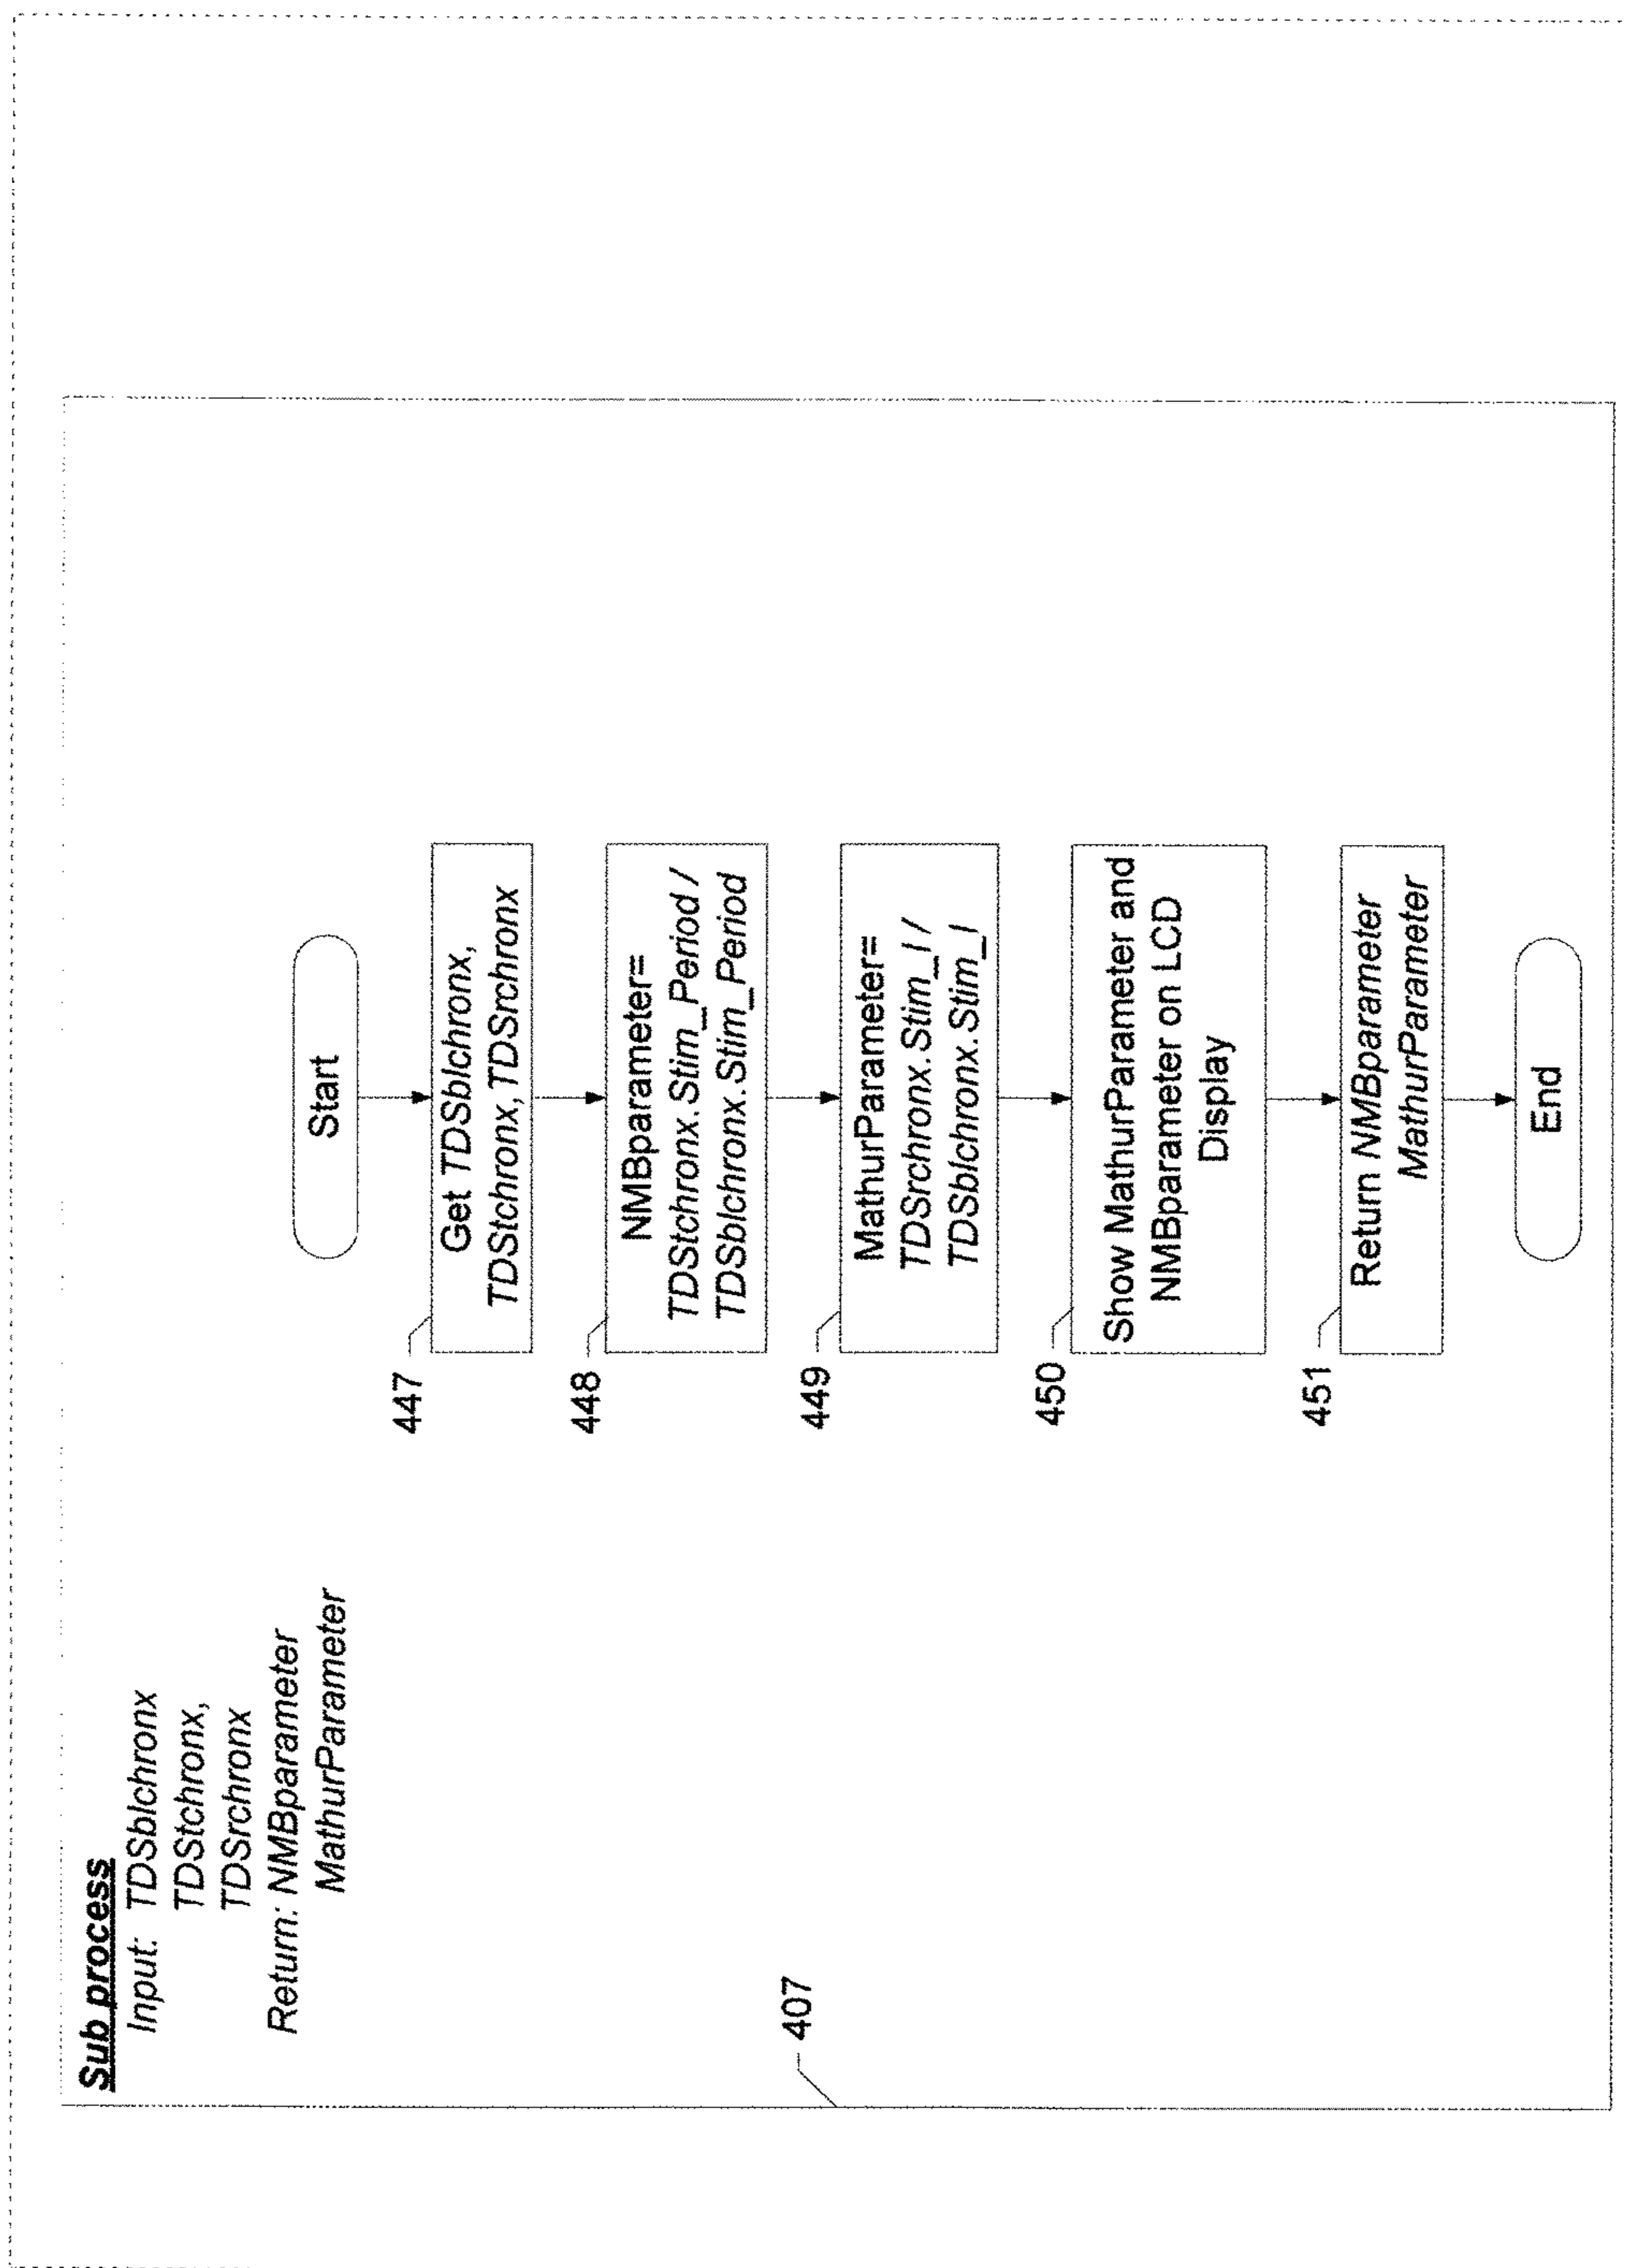 Sub process
Input: TDSblchronx
TDStchronx,
TDSrchronx
Return: NMBparameter
MathurParameter
407
Start
447
Get TDSblchronx,
TDStchronx, TDSrchronx
448
NMBparameter=
TDStchronx.Stim_Period /
TDSblchronx.Stim_Period
449
MathurParameter=
TDSrchronx.Stim_I /
TDSblchronx.Stim_I
450
Show MathurParameter and
NMBparameter on LCD
Display
451
Return NMBparameter
MathurParameter
End